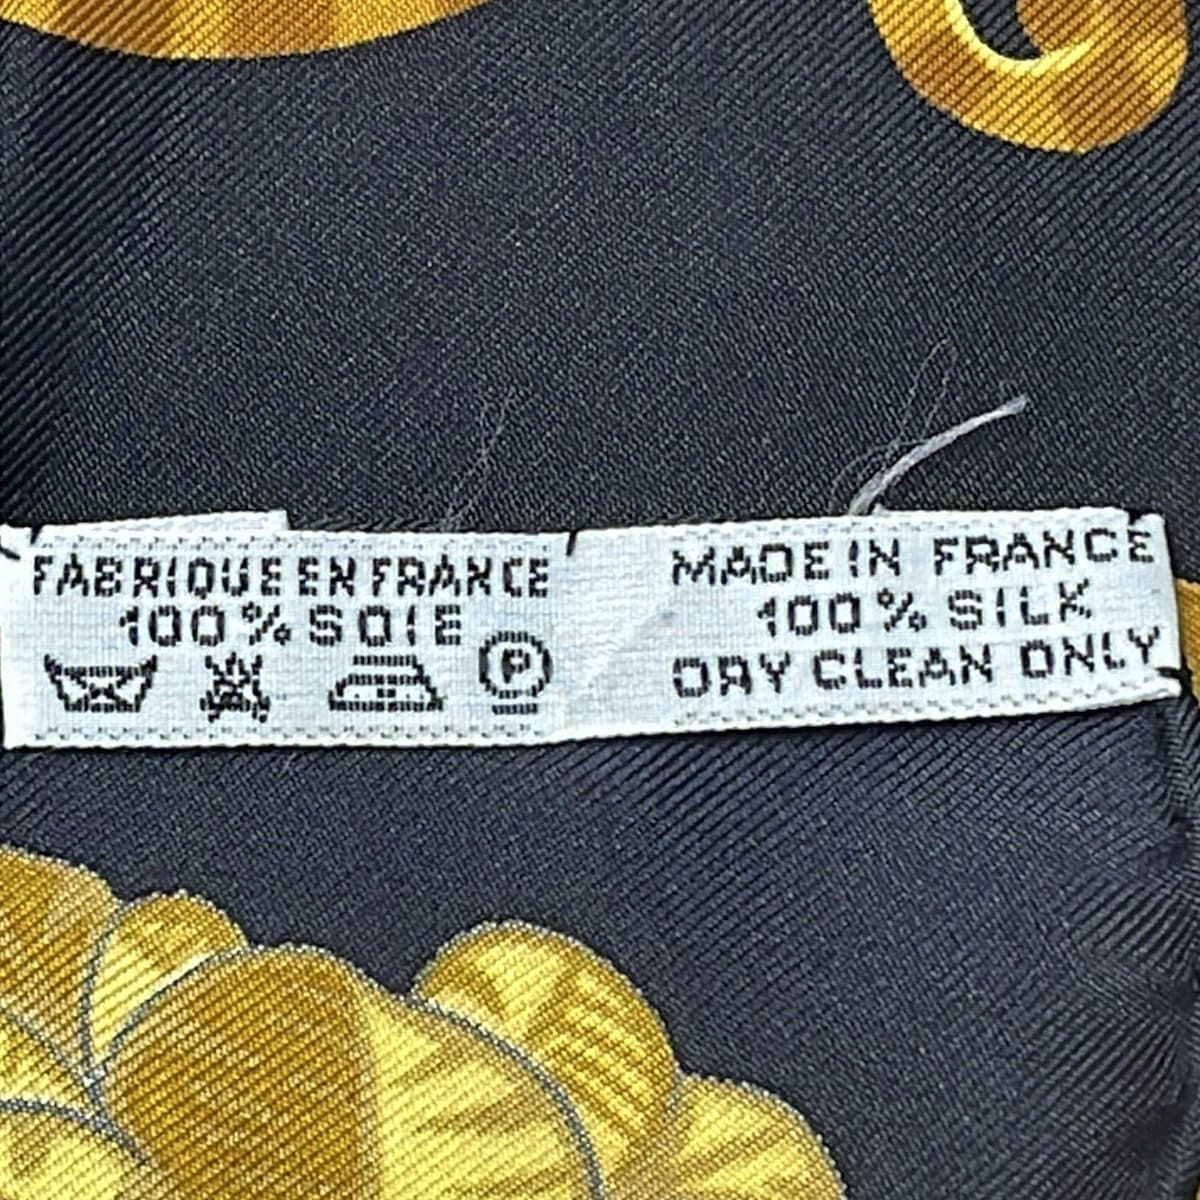 FABRIQUE EN FRANCE
100% SOIE
P
MADE IN FRANCE
100% SILK
DRY CLEAN ONLY